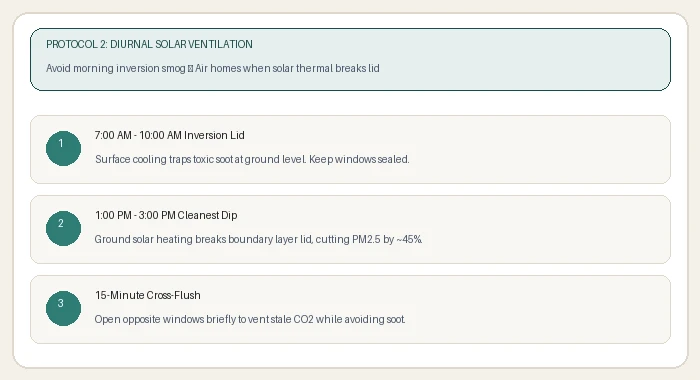 PROTOCOL 2: DIURNAL SOLAR VENTILATION
Avoid morning inversion smog ▯ Air homes when solar thermal breaks lid
1
7:00 AM - 10:00 AM Inversion Lid
Surface cooling traps toxic soot at ground level. Keep windows sealed.
2
1:00 PM - 3:00 PM Cleanest Dip
Ground solar heating breaks boundary layer lid, cutting PM2.5 by ~45%.
3
15-Minute Cross-Flush
Open opposite windows briefly to vent stale CO2 while avoiding soot.